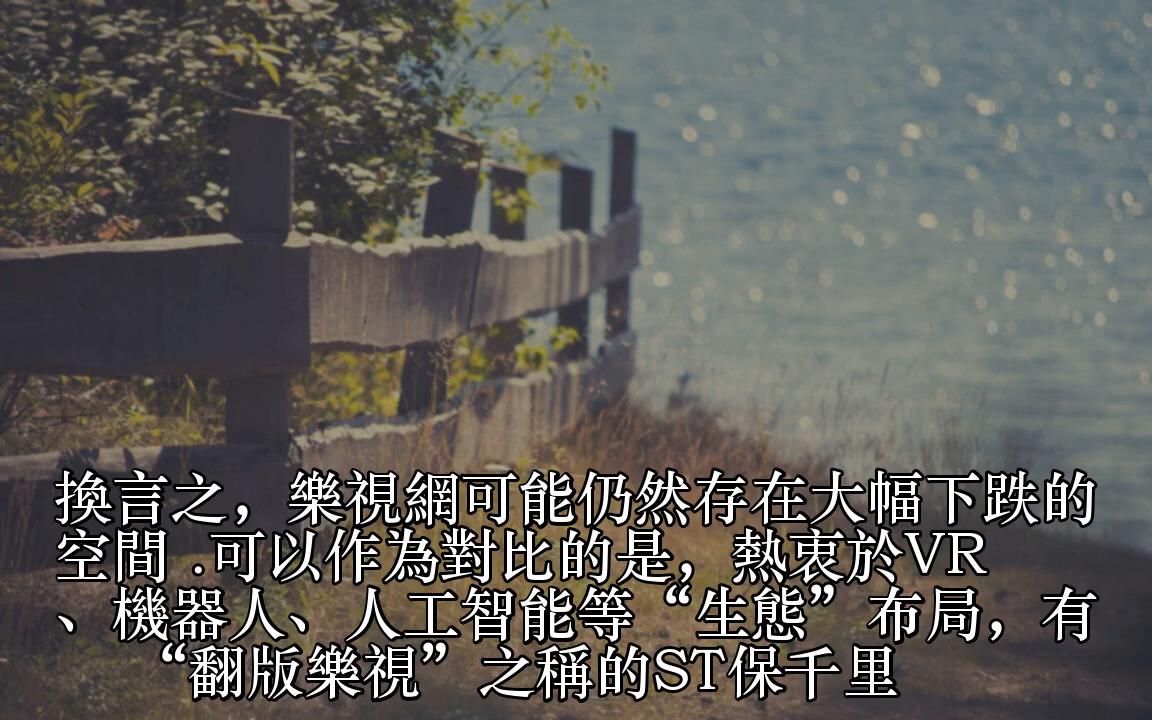 換言之，樂視網可能仍然存在大幅下跌的
空間 .可以作為對比的是，熱衷於VR
、機器人、人工智能等“生態”布局，有
“翻版樂視”之稱的ST保千里